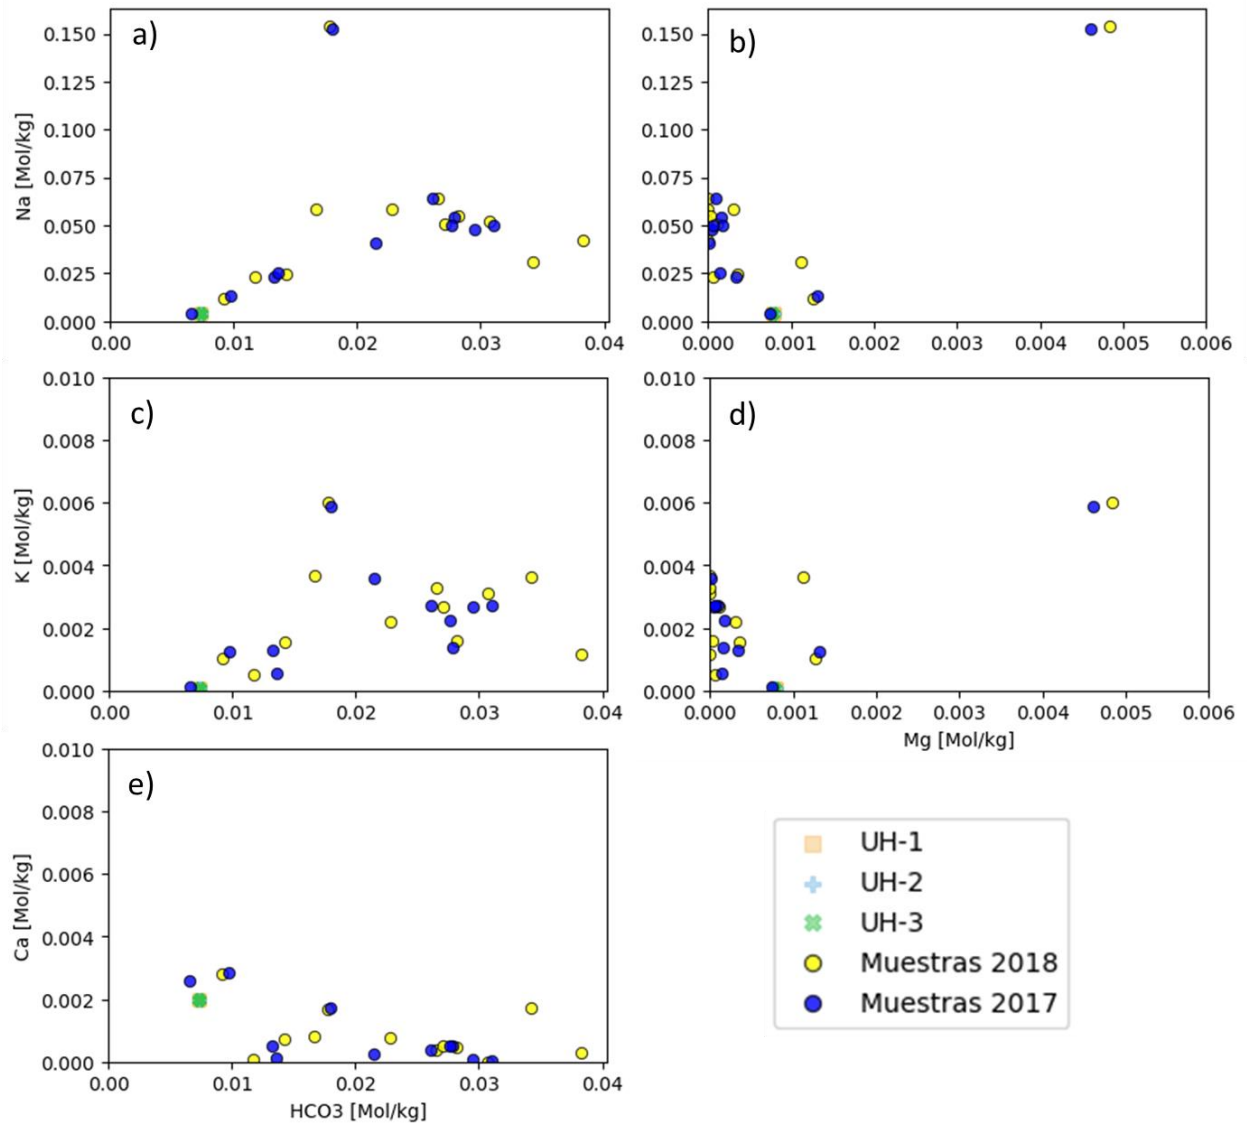 a)
b)
0.150
0.125
0.100
0.075
0.050
0.025
0.000
Na [Mol/kg]
0.00 0.01 0.02 0.03 0.04
0.150
0.125
0.100
0.075
0.050
0.025
0.000
0.000 0.001 0.002 0.003 0.004 0.005 0.006
c)
d)
0.010
0.008
0.006
0.004
0.002
0.000
K [Mol/kg]
0.00 0.01 0.02 0.03 0.04
0.010
0.008
0.006
0.004
0.002
0.000
0.000 0.001 0.002 0.003 0.004 0.005 0.006
Mg [Mol/kg]
e)
0.010
0.008
0.006
0.004
0.002
0.000
Ca [Mol/kg]
0.00 0.01 0.02 0.03 0.04
HCO3 [Mol/kg]
UH-1
UH-2
UH-3
Muestras 2018
Muestras 2017